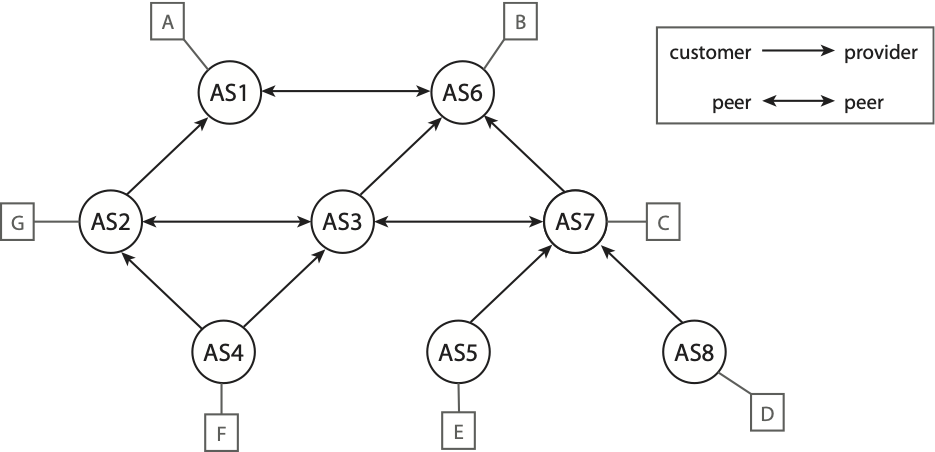 A
B
customer provider
AS1
AS6
peer peer
G
AS2
AS3
AS7
C
AS4
AS5
AS8
F
E
D